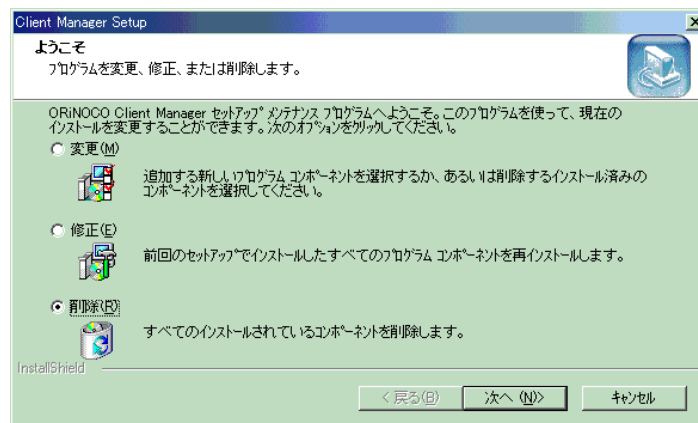 Client Manager Setup
ようこそ
プログラムを変更、修正、または削除します。
ORiNOCO Client Manager セットアップ メンテナンス プログラムへようこそ。このプログラムを使って、現在の
インストールを変更することができます。次のオプションをクリックしてください。
変更(M)
追加する新しいプログラム コンポーネントを選択するか、あるいは削除するインストール済みの
コンポーネントを選択してください。
修正(E)
前回のセットアップでインストールしたすべてのプログラム コンポーネントを再インストールします。
削除(R)
すべてのインストールされているコンポーネントを削除します。
InstallShield
< 戻る(B)
次へ (N)>
キャンセル